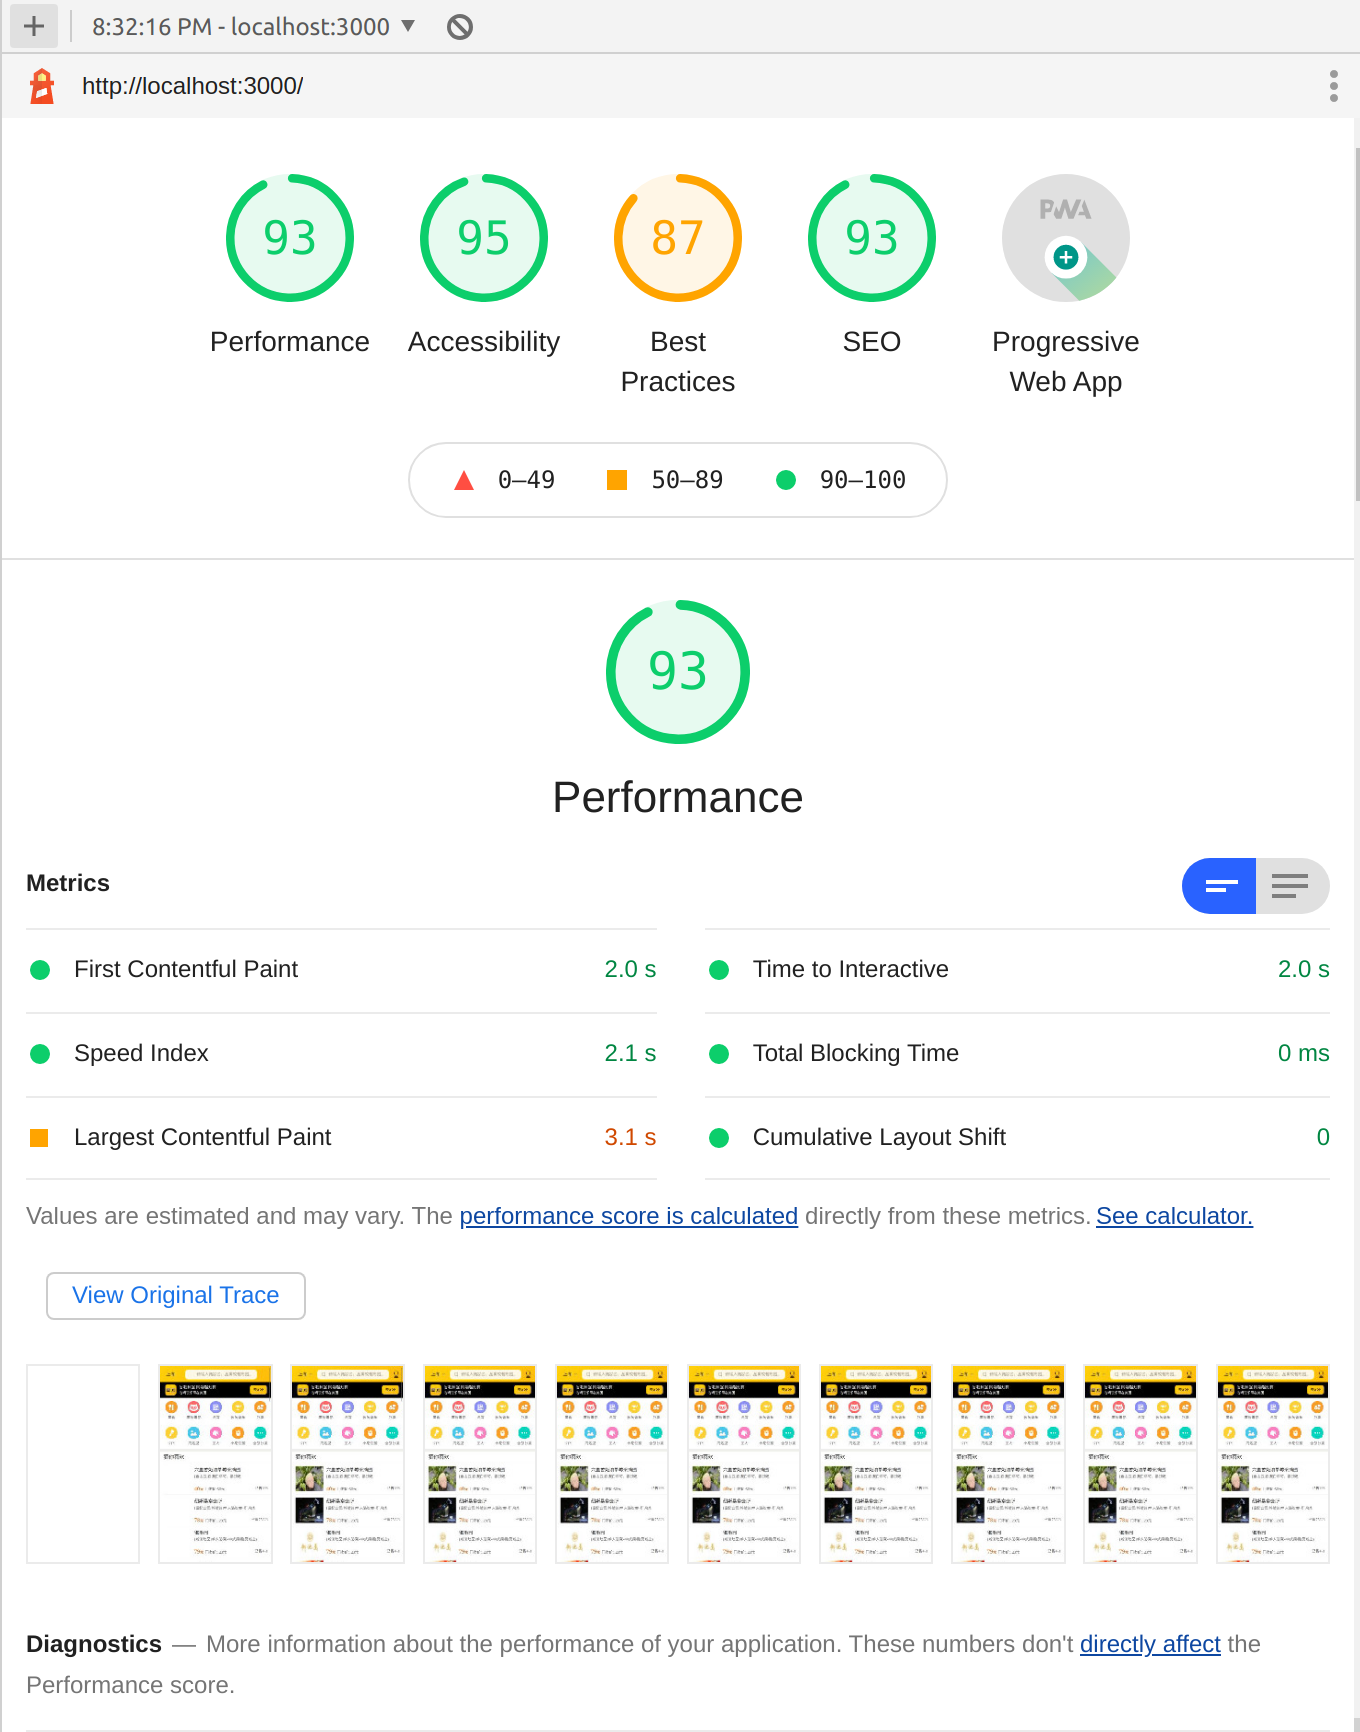 8:32:16 PM - localhost:3000
http://localhost:3000/
93
95
87
93
PWA
Performance
Accessibility
Best
Practices
SEO
Progressive
Web App
0–49
50–89
90–100
93
Performance
Metrics
First Contentful Paint 2.0 s
Time to Interactive 2.0 s
Speed Index 2.1 s
Total Blocking Time 0 ms
Largest Contentful Paint 3.1 s
Cumulative Layout Shift 0
Values are estimated and may vary. The performance score is calculated directly from these metrics. See calculator.
View Original Trace
Diagnostics — More information about the performance of your application. These numbers don't directly affect the
Performance score.